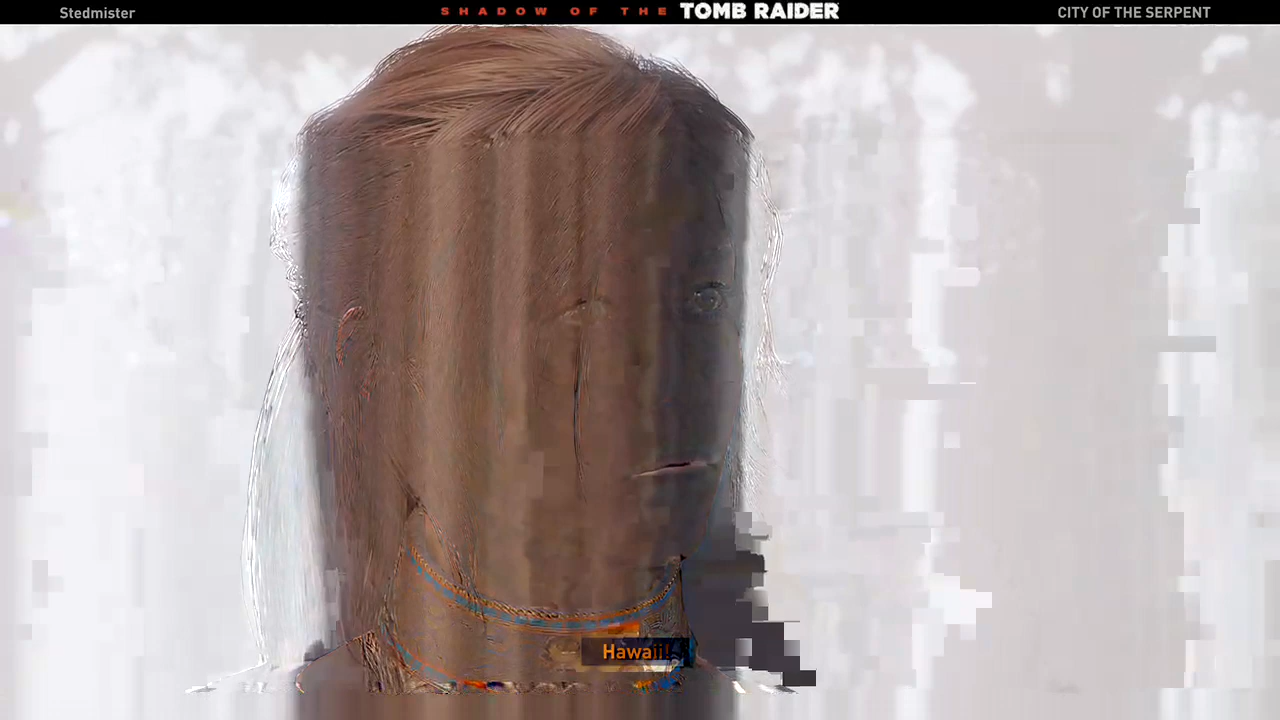 Stedmister
SHADOW OF THE TOMB RAIDER
CITY OF THE SERPENT
Hawaii!